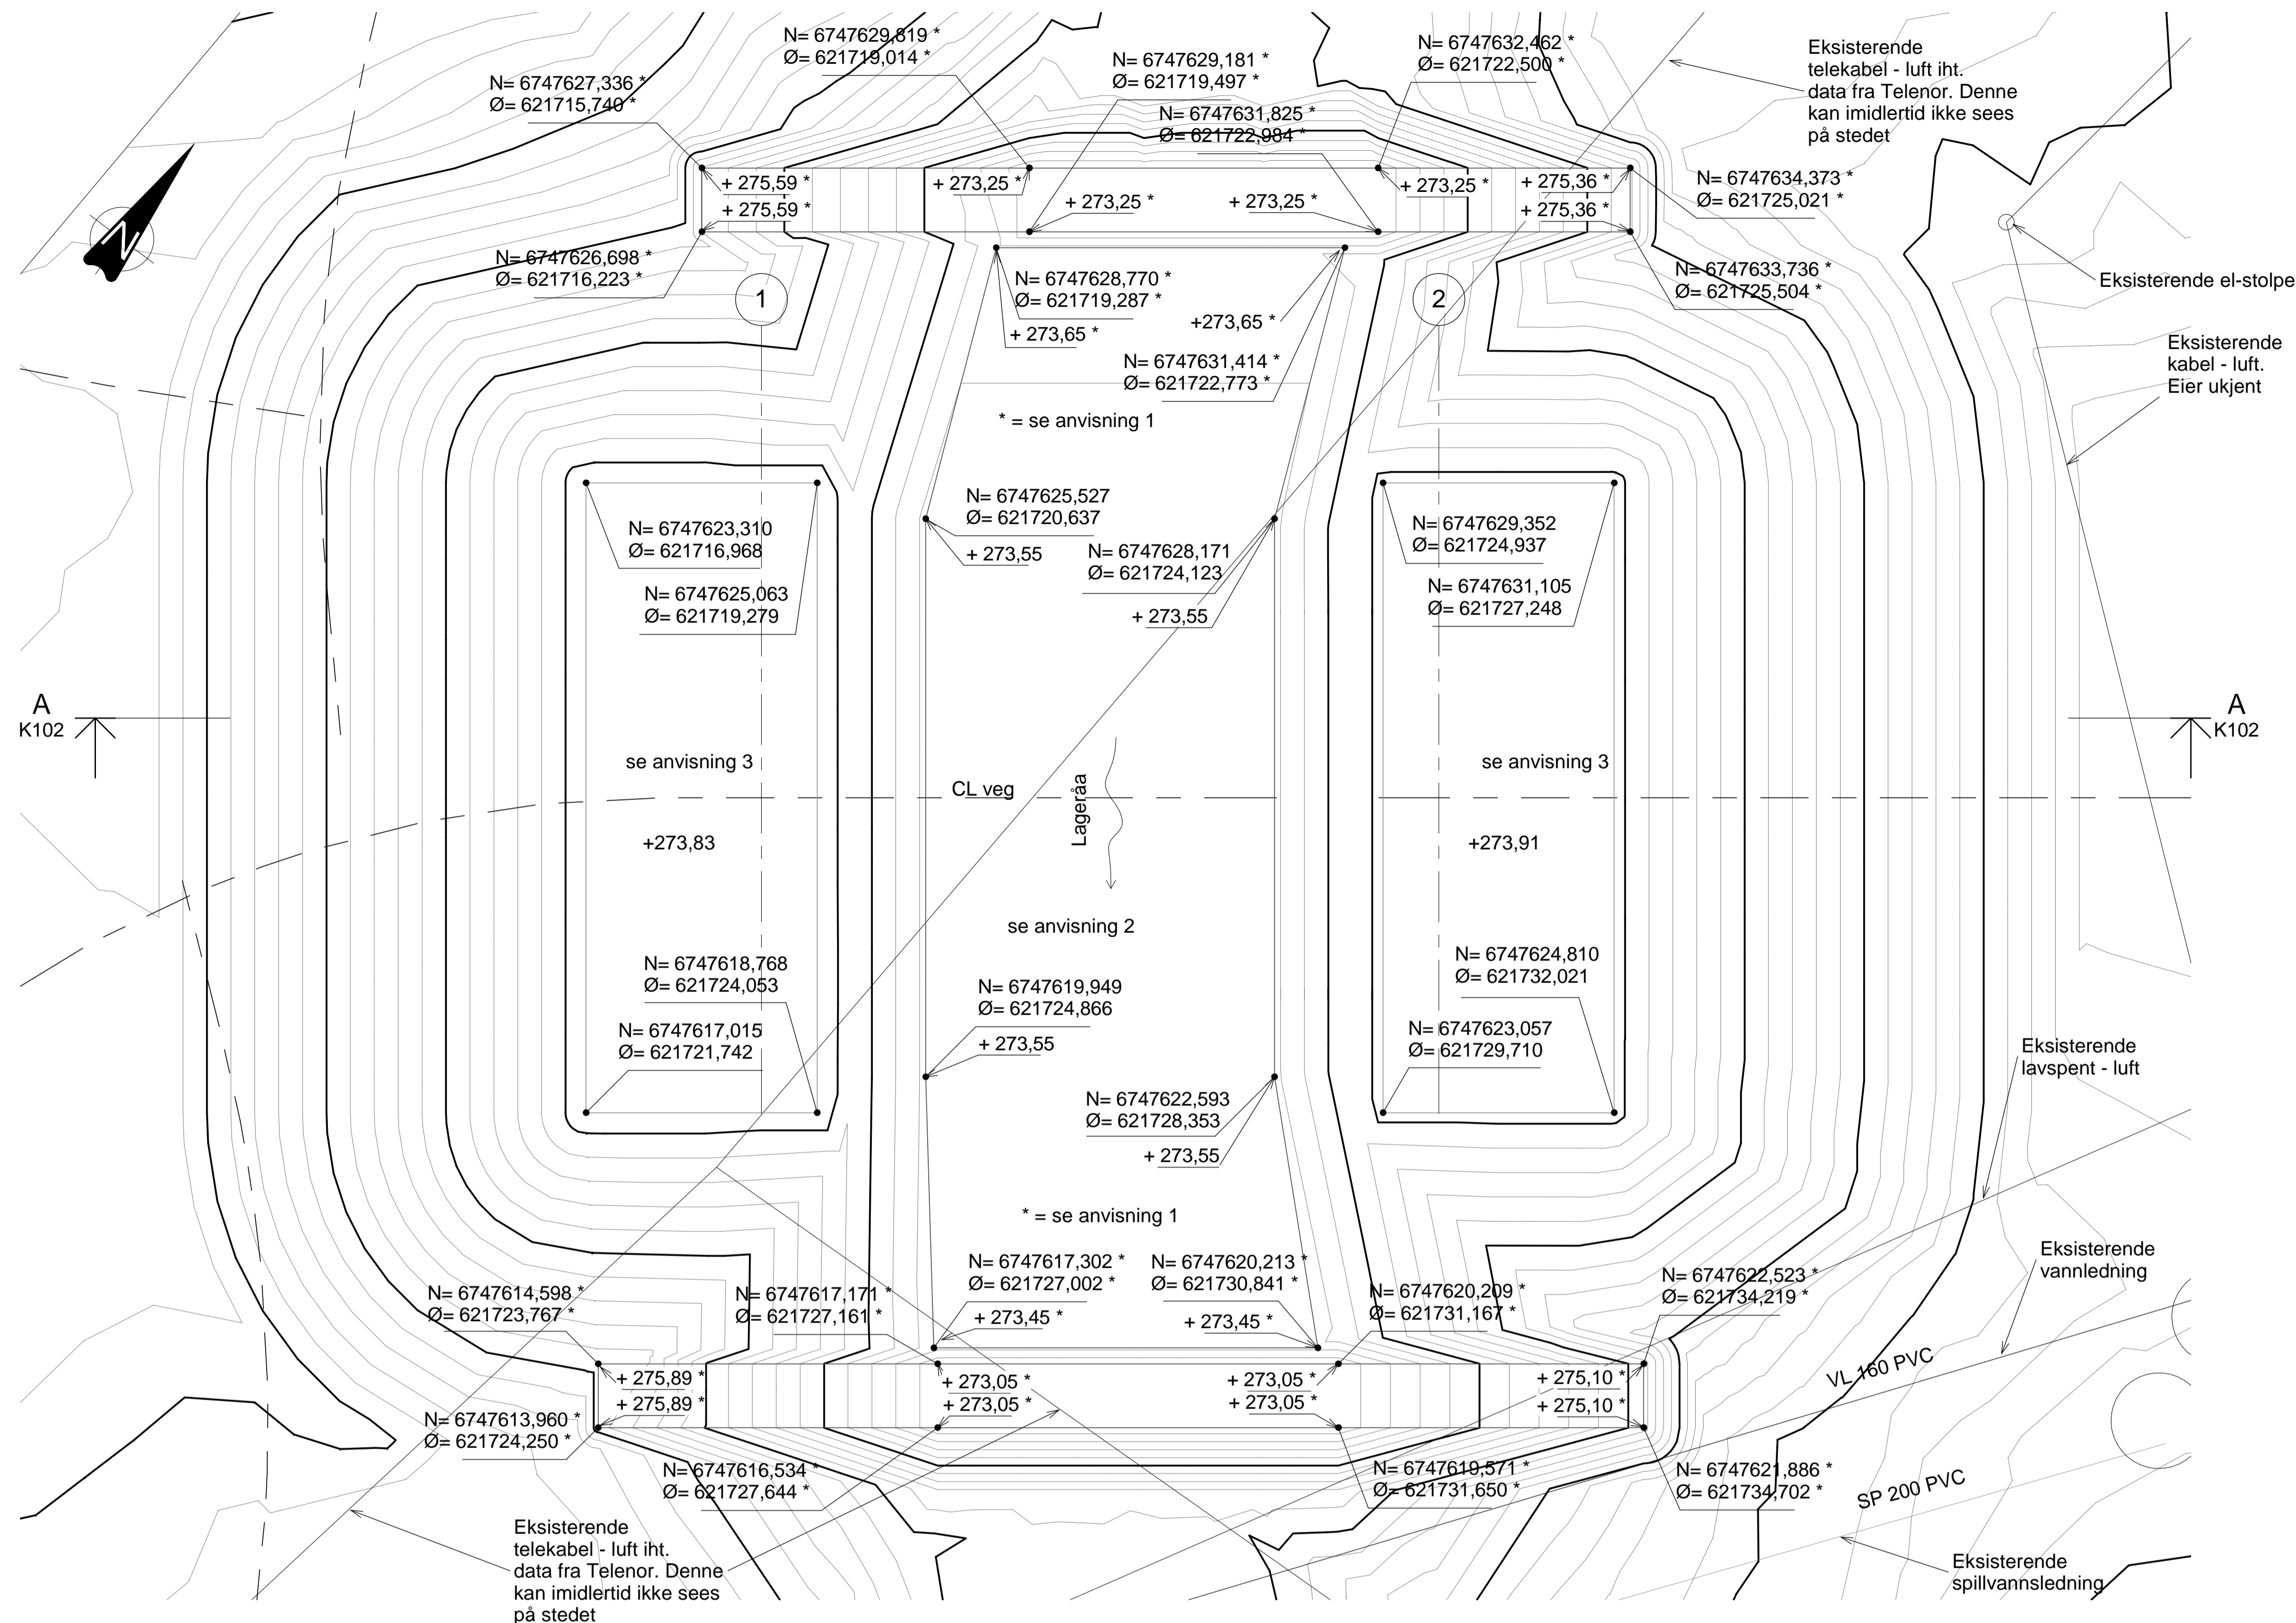 N= 6747629,819 *
Ø= 621719,014 *
N= 6747629,181 *
Ø= 621719,497 *
N= 6747632,462 *
Ø= 621722,500 *
Eksisterende
telekabel - luft iht.
data fra Telenor. Denne
kan imidlertid ikke sees
på stedet
N= 6747627,336 *
Ø= 621715,740 *
N= 6747631,825 *
Ø= 621722,984 *
+ 275,59 *
+ 275,59 *
+ 273,25 *
+ 273,25 *
+ 273,25 *
+ 273,25 *
+ 275,36 *
+ 275,36 *
N= 6747634,373 *
Ø= 621725,021 *
N
N= 6747626,698 *
Ø= 621716,223 *
1
N= 6747628,770 *
Ø= 621719,287 *
+ 273,65 *
+273,65 *
2
N= 6747633,736 *
Ø= 621725,504 *
Eksisterende el-stolpe
N= 6747631,414 *
Ø= 621722,773 *
Eksisterende
kabel - luft.
Eier ukjent
* = se anvisning 1
N= 6747625,527
Ø= 621720,637
+ 273,55
N= 6747623,310
Ø= 621716,968
N= 6747628,171
Ø= 621724,123
+ 273,55
N= 6747629,352
Ø= 621724,937
N= 6747625,063
Ø= 621719,279
N= 6747631,105
Ø= 621727,248
A
K102
A
K102
se anvisning 3
se anvisning 3
CL veg
Lageråa
+273,83
+273,91
se anvisning 2
N= 6747618,768
Ø= 621724,053
N= 6747619,949
Ø= 621724,866
+ 273,55
N= 6747624,810
Ø= 621732,021
N= 6747617,015
Ø= 621721,742
N= 6747623,057
Ø= 621729,710
Eksisterende
lavspent - luft
N= 6747622,593
Ø= 621728,353
+ 273,55
* = se anvisning 1
N= 6747617,302 *
Ø= 621727,002 *
+ 273,45 *
N= 6747620,213 *
Ø= 621730,841 *
+ 273,45 *
Eksisterende
vannledning
N= 6747614,598 *
Ø= 621723,767 *
N= 6747617,171 *
Ø= 621727,161 *
N= 6747620,209 *
Ø= 621731,167 *
N= 6747622,523 *
Ø= 621734,219 *
+ 275,89 *
+ 275,89 *
+ 273,05 *
+ 273,05 *
+ 273,05 *
+ 273,05 *
+ 275,10 *
+ 275,10 *
VL 160 PVC
N= 6747613,960 *
Ø= 621724,250 *
N= 6747616,534 *
Ø= 621727,644 *
N= 6747619,571 *
Ø= 621731,650 *
N= 6747621,886 *
Ø= 621734,702 *
SP 200 PVC
Eksisterende
telekabel - luft iht.
data fra Telenor. Denne
kan imidlertid ikke sees
på stedet
Eksisterende
spillvannsledning